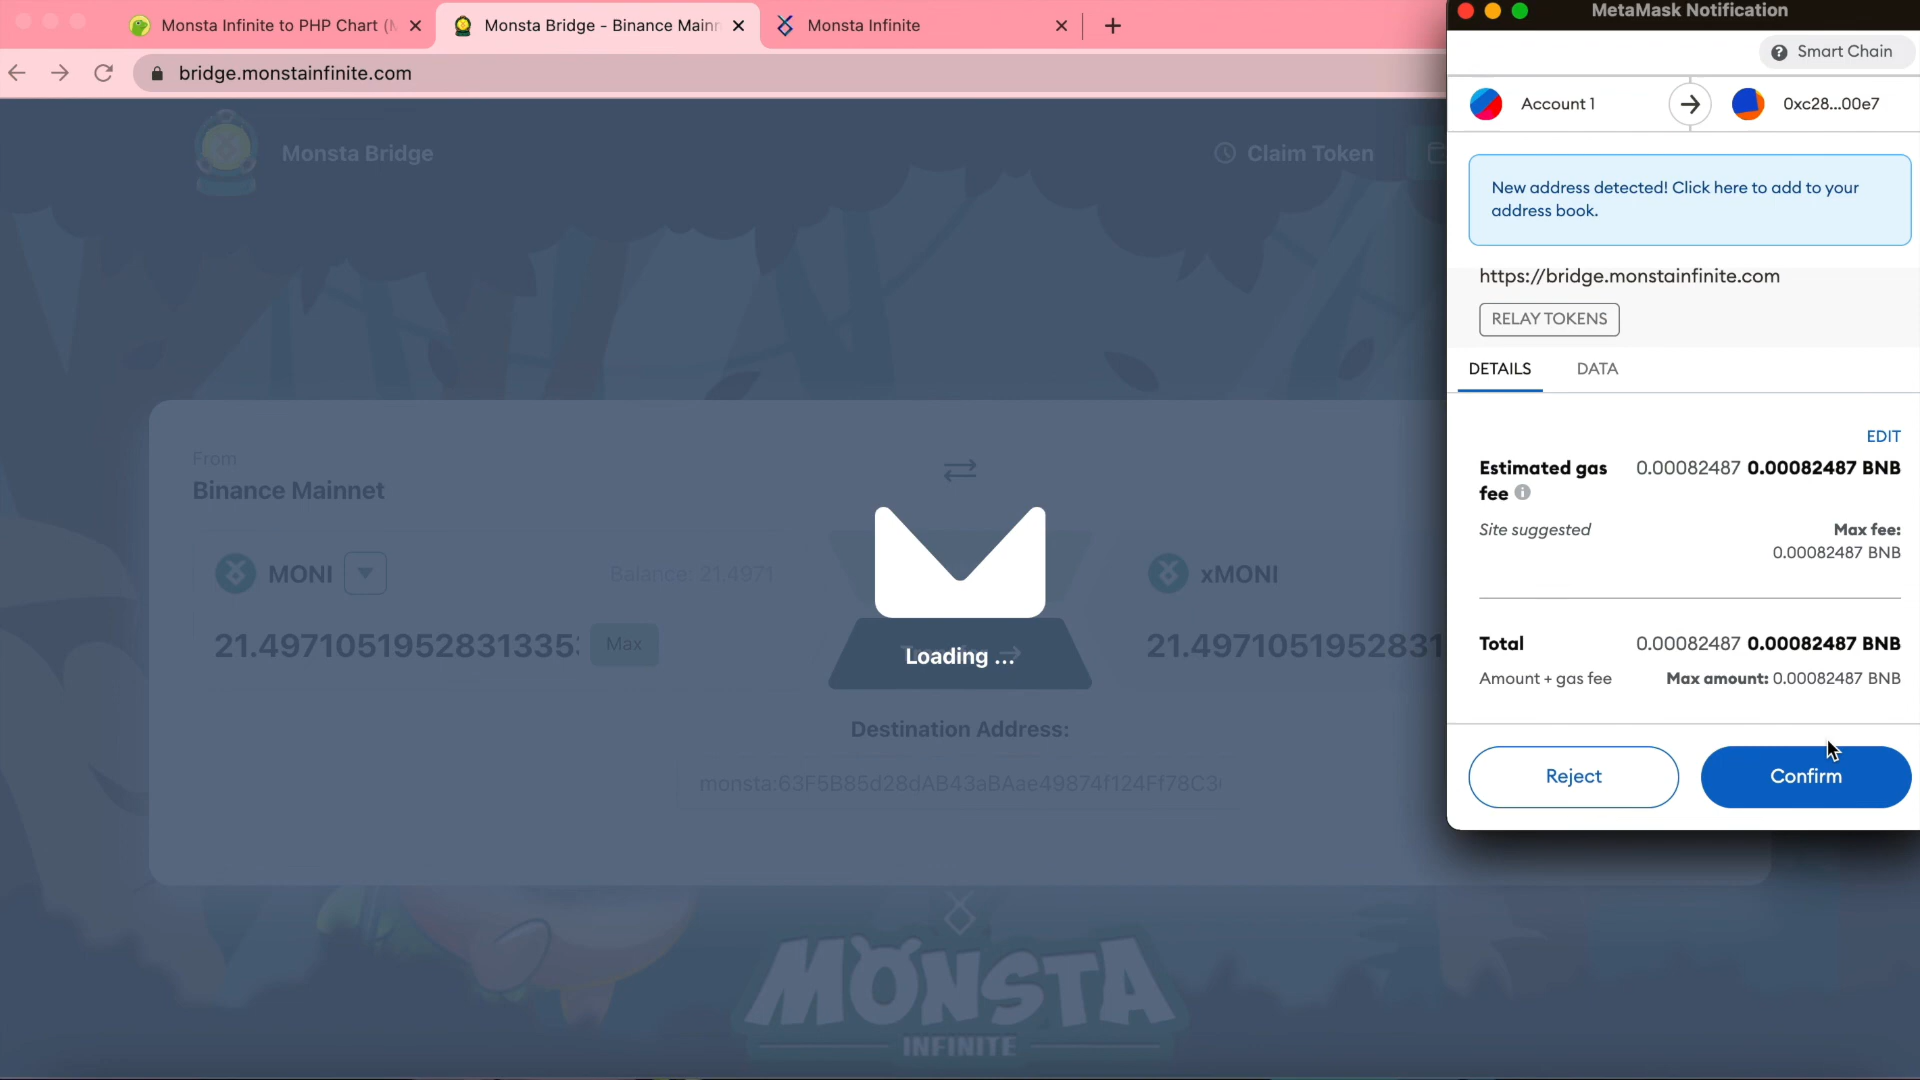 Monsta Infinite to PHP Chart (
Monsta Bridge - Binance Mainn
Monsta Infinite
bridge.monstainfinite.com
Monsta Bridge
Claim Token
From
Binance Mainnet
MONI
Balance: 21.4971
21.4971051952831335
Max
xMONI
21.4971051952831
Loading ...
Destination Address:
monsta:63F5B85d28dAB43aBAae49874f124Ff78C3
MONSTA
INFINITE
MetaMask Notification
Smart Chain
Account 1
0xc28...00e7
New address detected! Click here to add to your
address book.
https://bridge.monstainfinite.com
RELAY TOKENS
DETAILS
DATA
EDIT
Estimated gas
fee
0.00082487 0.00082487 BNB
Site suggested
Max fee:
0.00082487 BNB
Total
0.00082487 0.00082487 BNB
Amount + gas fee
Max amount: 0.00082487 BNB
Reject
Confirm